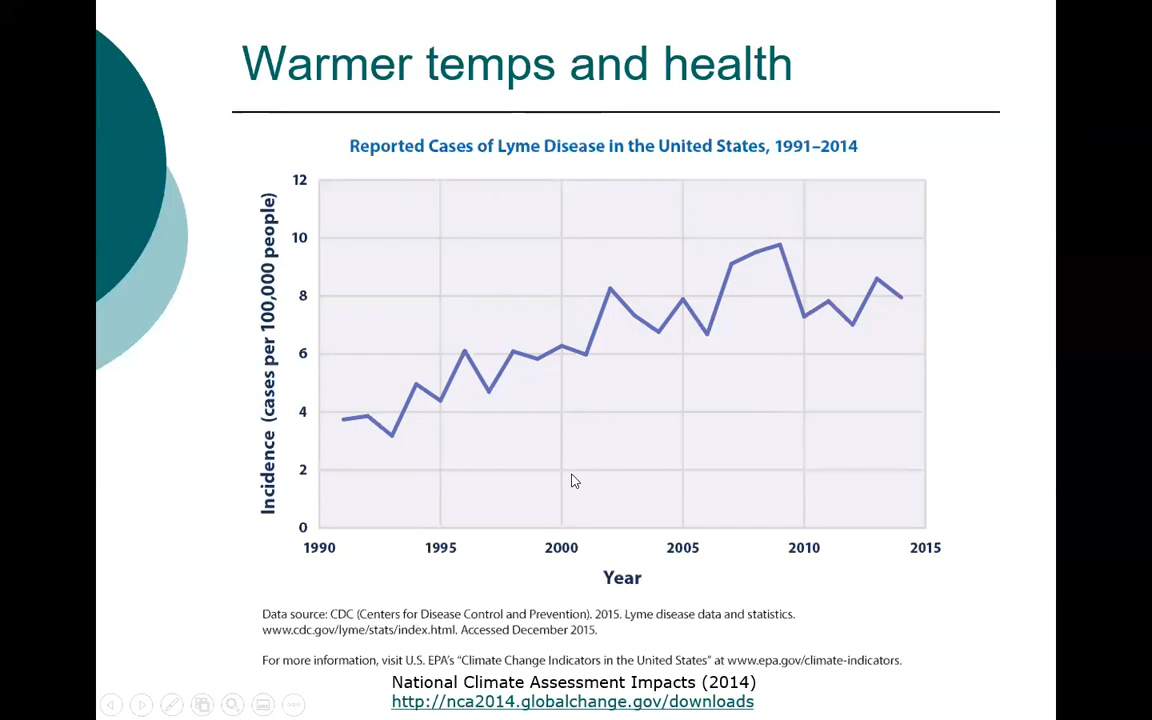 Warmer temps and health
Reported Cases of Lyme Disease in the United States, 1991–2014
Incidence (cases per 100,000 people)
12
10
8
6
4
2
0
1990 1995 2000 2005 2010 2015
Year
Data source: CDC (Centers for Disease Control and Prevention). 2015. Lyme disease data and statistics.
www.cdc.gov/lyme/stats/index.html. Accessed December 2015.
For more information, visit U.S. EPA's "Climate Change Indicators in the United States" at www.epa.gov/climate-indicators.
National Climate Assessment Impacts (2014)
http://nca2014.globalchange.gov/downloads